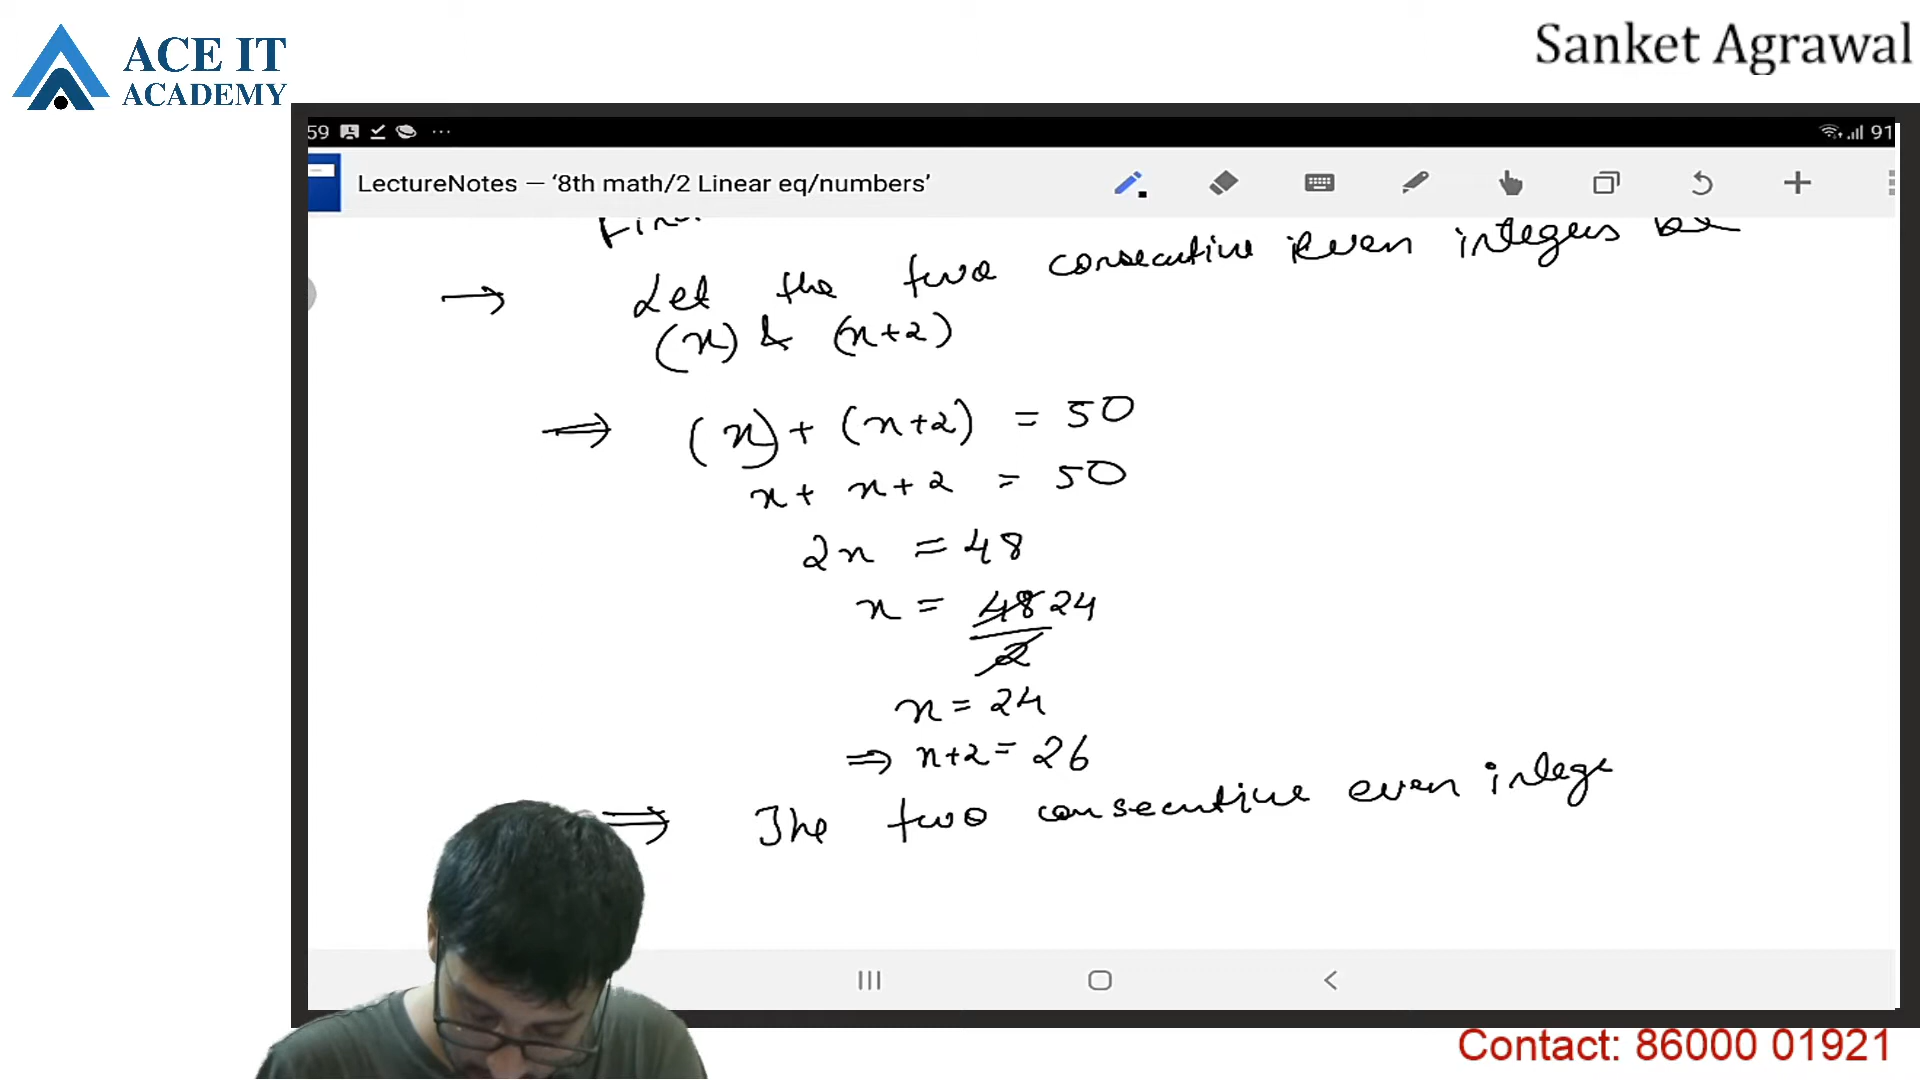 ACE IT
ACADEMY
Sanket Agrawal
59 ... 91
LectureNotes — ‘8th math/2 Linear eq/numbers’
→ Let the two consecutive even integers be
(x) & (x+2)
⇒ (x) + (x+2) = 50
x + x+2 = 50
2x = 48
x = 48/2 24
x = 24
⇒ x+2 = 26
⇒ The two consecutive even intege
Contact: 86000 01921